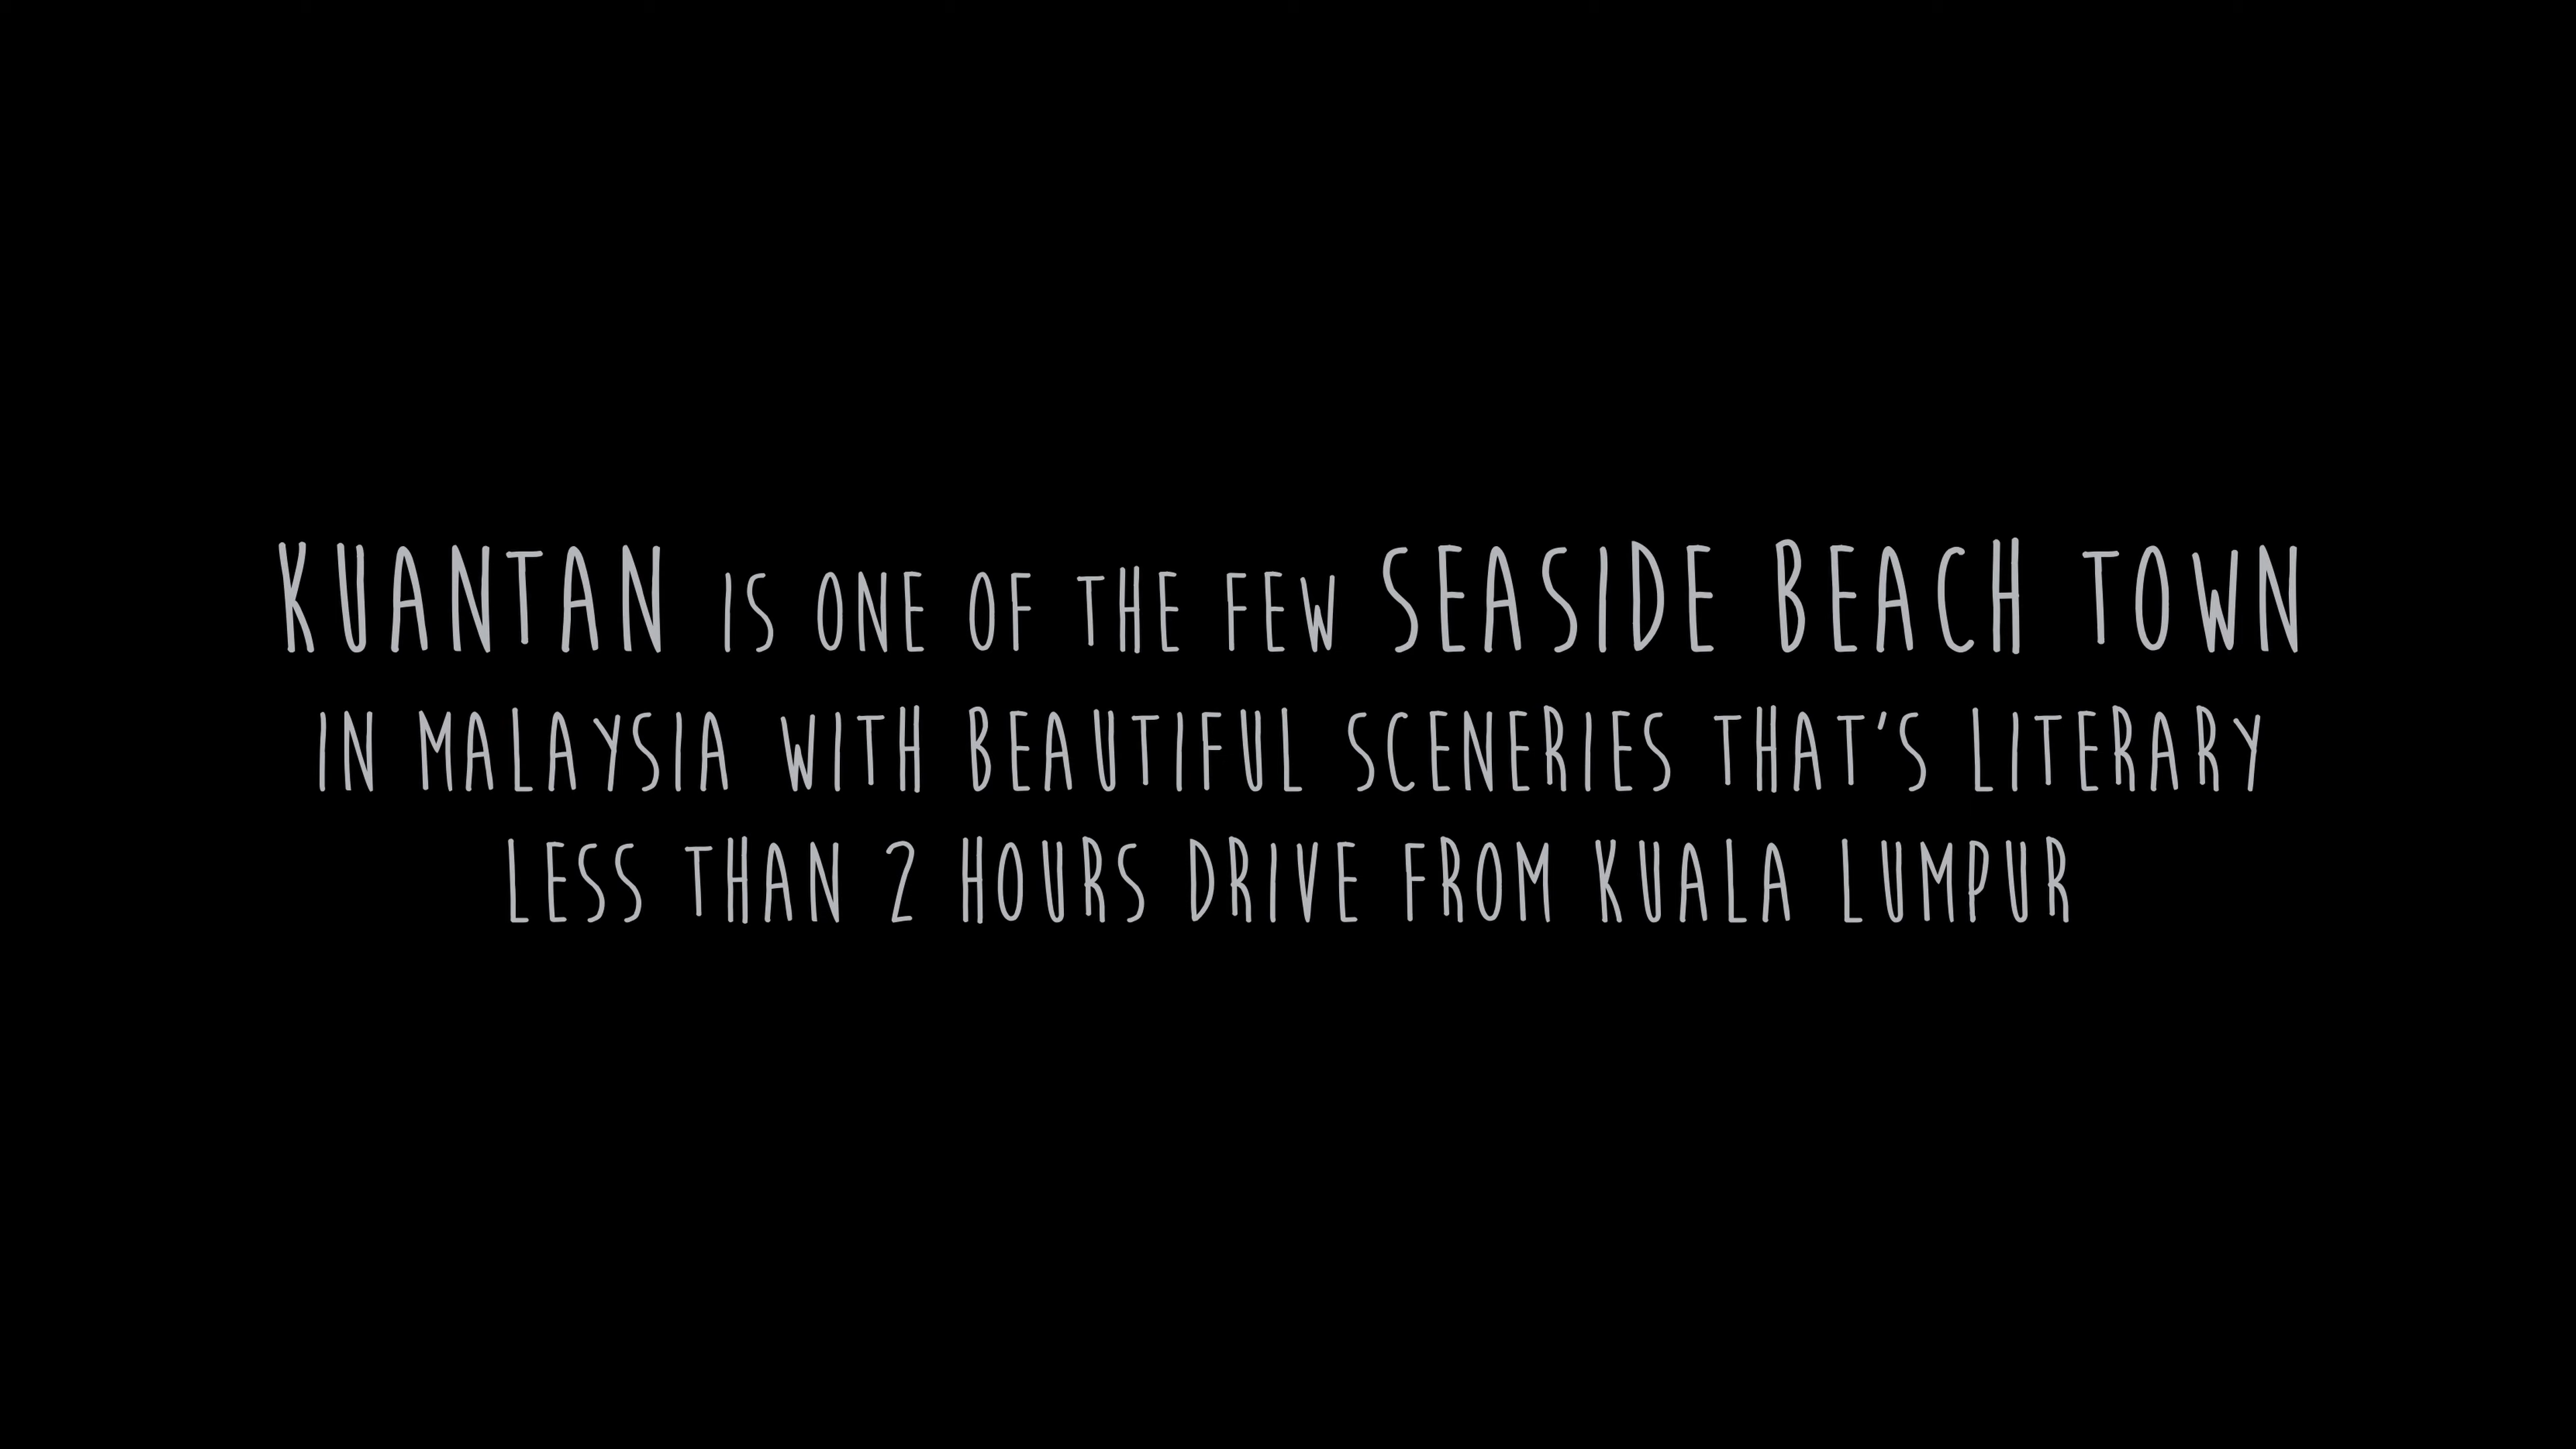 KUANTAN IS ONE OF THE FEW SEASIDE BEACH TOWN
IN MALAYSIA WITH BEAUTIFUL SCENERIES THAT'S LITERARY
LESS THAN 2 HOURS DRIVE FROM KUALA LUMPUR